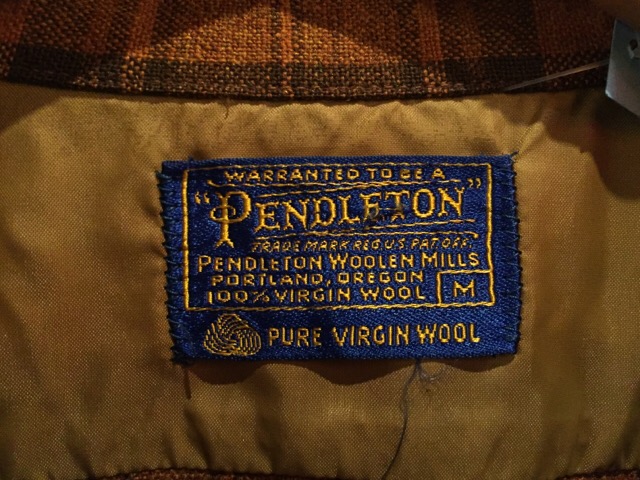 WARRANTED TO BE A
"PENDLETON"
TRADE MARK REG. U.S. PAT. OFF.
PENDLETON WOOLEN MILLS
PORTLAND, OREGON
100% VIRGIN WOOL M
PURE VIRGIN WOOL